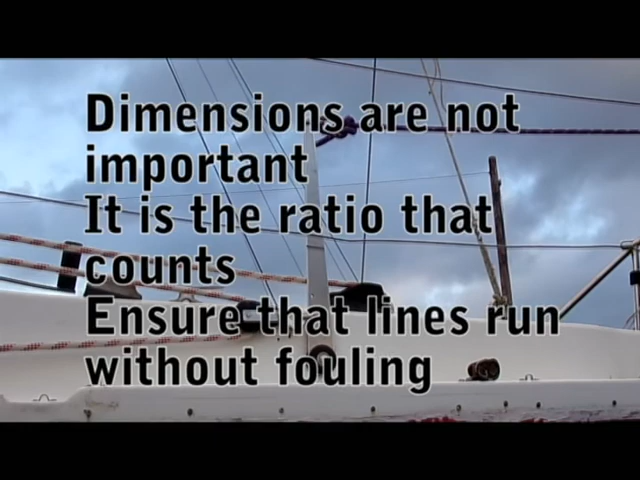 Dimensions are not
important
It is the ratio that
counts
Ensure that lines run
without fouling